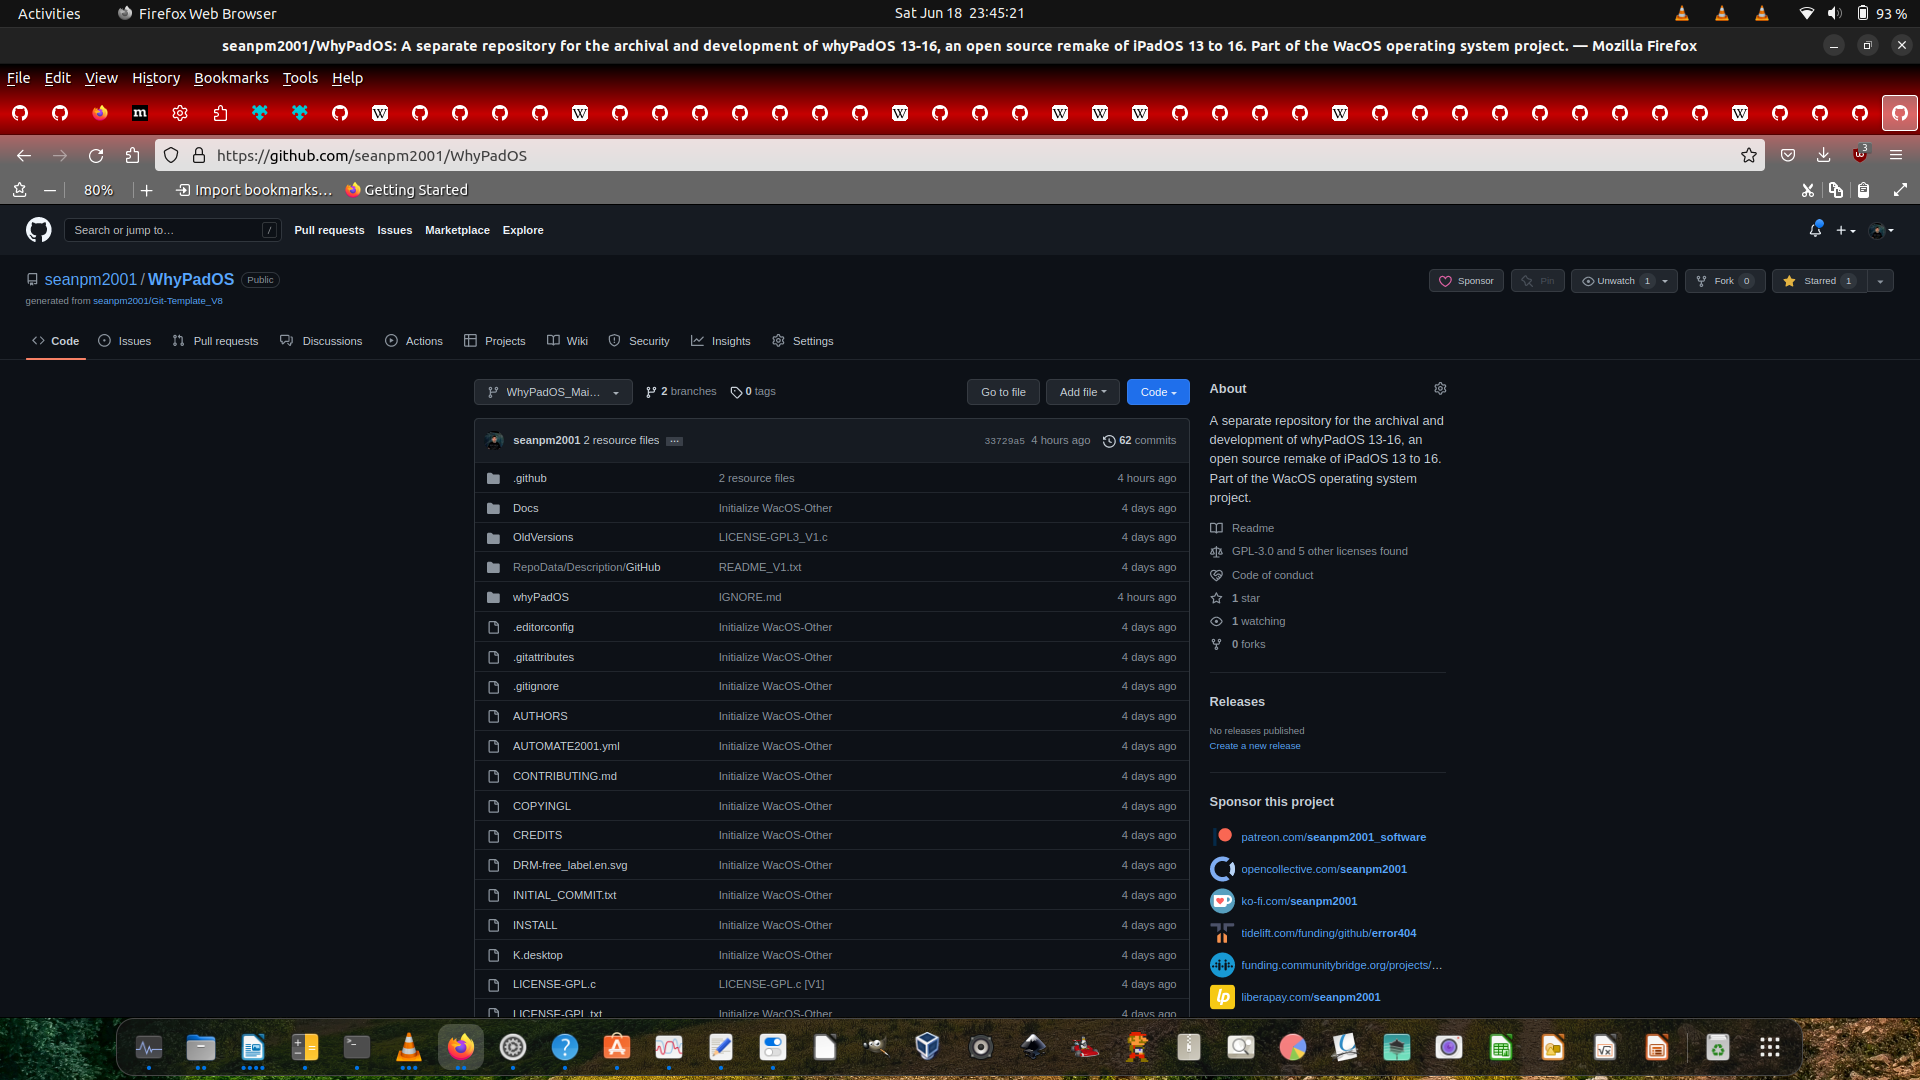 Activities Firefox Web Browser Sat Jun 18 23:45:21 93 %
seanpm2001/WhyPadOS: A separate repository for the archival and development of whyPadOS 13-16, an open source remake of iPadOS 13 to 16. Part of the WacOS operating system project. — Mozilla Firefox
File Edit View History Bookmarks Tools Help
https://github.com/seanpm2001/WhyPadOS 3
80% Import bookmarks… Getting Started
Search or jump to… / Pull requests Issues Marketplace Explore
seanpm2001 / WhyPadOS Public Sponsor Pin Unwatch 1 Fork 0 Starred 1
generated from seanpm2001/Git-Template_V8
Code Issues Pull requests Discussions Actions Projects Wiki Security Insights Settings
WhyPadOS_Mai… 2 branches 0 tags Go to file Add file Code
seanpm2001 2 resource files … 33729a5 4 hours ago 62 commits
.github 2 resource files 4 hours ago
Docs Initialize WacOS-Other 4 days ago
OldVersions LICENSE-GPL3_V1.c 4 days ago
RepoData/Description/GitHub README_V1.txt 4 days ago
whyPadOS IGNORE.md 4 hours ago
.editorconfig Initialize WacOS-Other 4 days ago
.gitattributes Initialize WacOS-Other 4 days ago
.gitignore Initialize WacOS-Other 4 days ago
AUTHORS Initialize WacOS-Other 4 days ago
AUTOMATE2001.yml Initialize WacOS-Other 4 days ago
CONTRIBUTING.md Initialize WacOS-Other 4 days ago
COPYINGL Initialize WacOS-Other 4 days ago
CREDITS Initialize WacOS-Other 4 days ago
DRM-free_label.en.svg Initialize WacOS-Other 4 days ago
INITIAL_COMMIT.txt Initialize WacOS-Other 4 days ago
INSTALL Initialize WacOS-Other 4 days ago
K.desktop Initialize WacOS-Other 4 days ago
LICENSE-GPL.c LICENSE-GPL.c [V1] 4 days ago
LICENSE-GPL.txt Initialize WacOS-Other 4 days ago
About
A separate repository for the archival and
development of whyPadOS 13-16, an
open source remake of iPadOS 13 to 16.
Part of the WacOS operating system
project.
Readme
GPL-3.0 and 5 other licenses found
Code of conduct
1 star
1 watching
0 forks
Releases
No releases published
Create a new release
Sponsor this project
patreon.com/seanpm2001_software
opencollective.com/seanpm2001
ko-fi.com/seanpm2001
tidelift.com/funding/github/error404
funding.communitybridge.org/projects/…
liberapay.com/seanpm2001